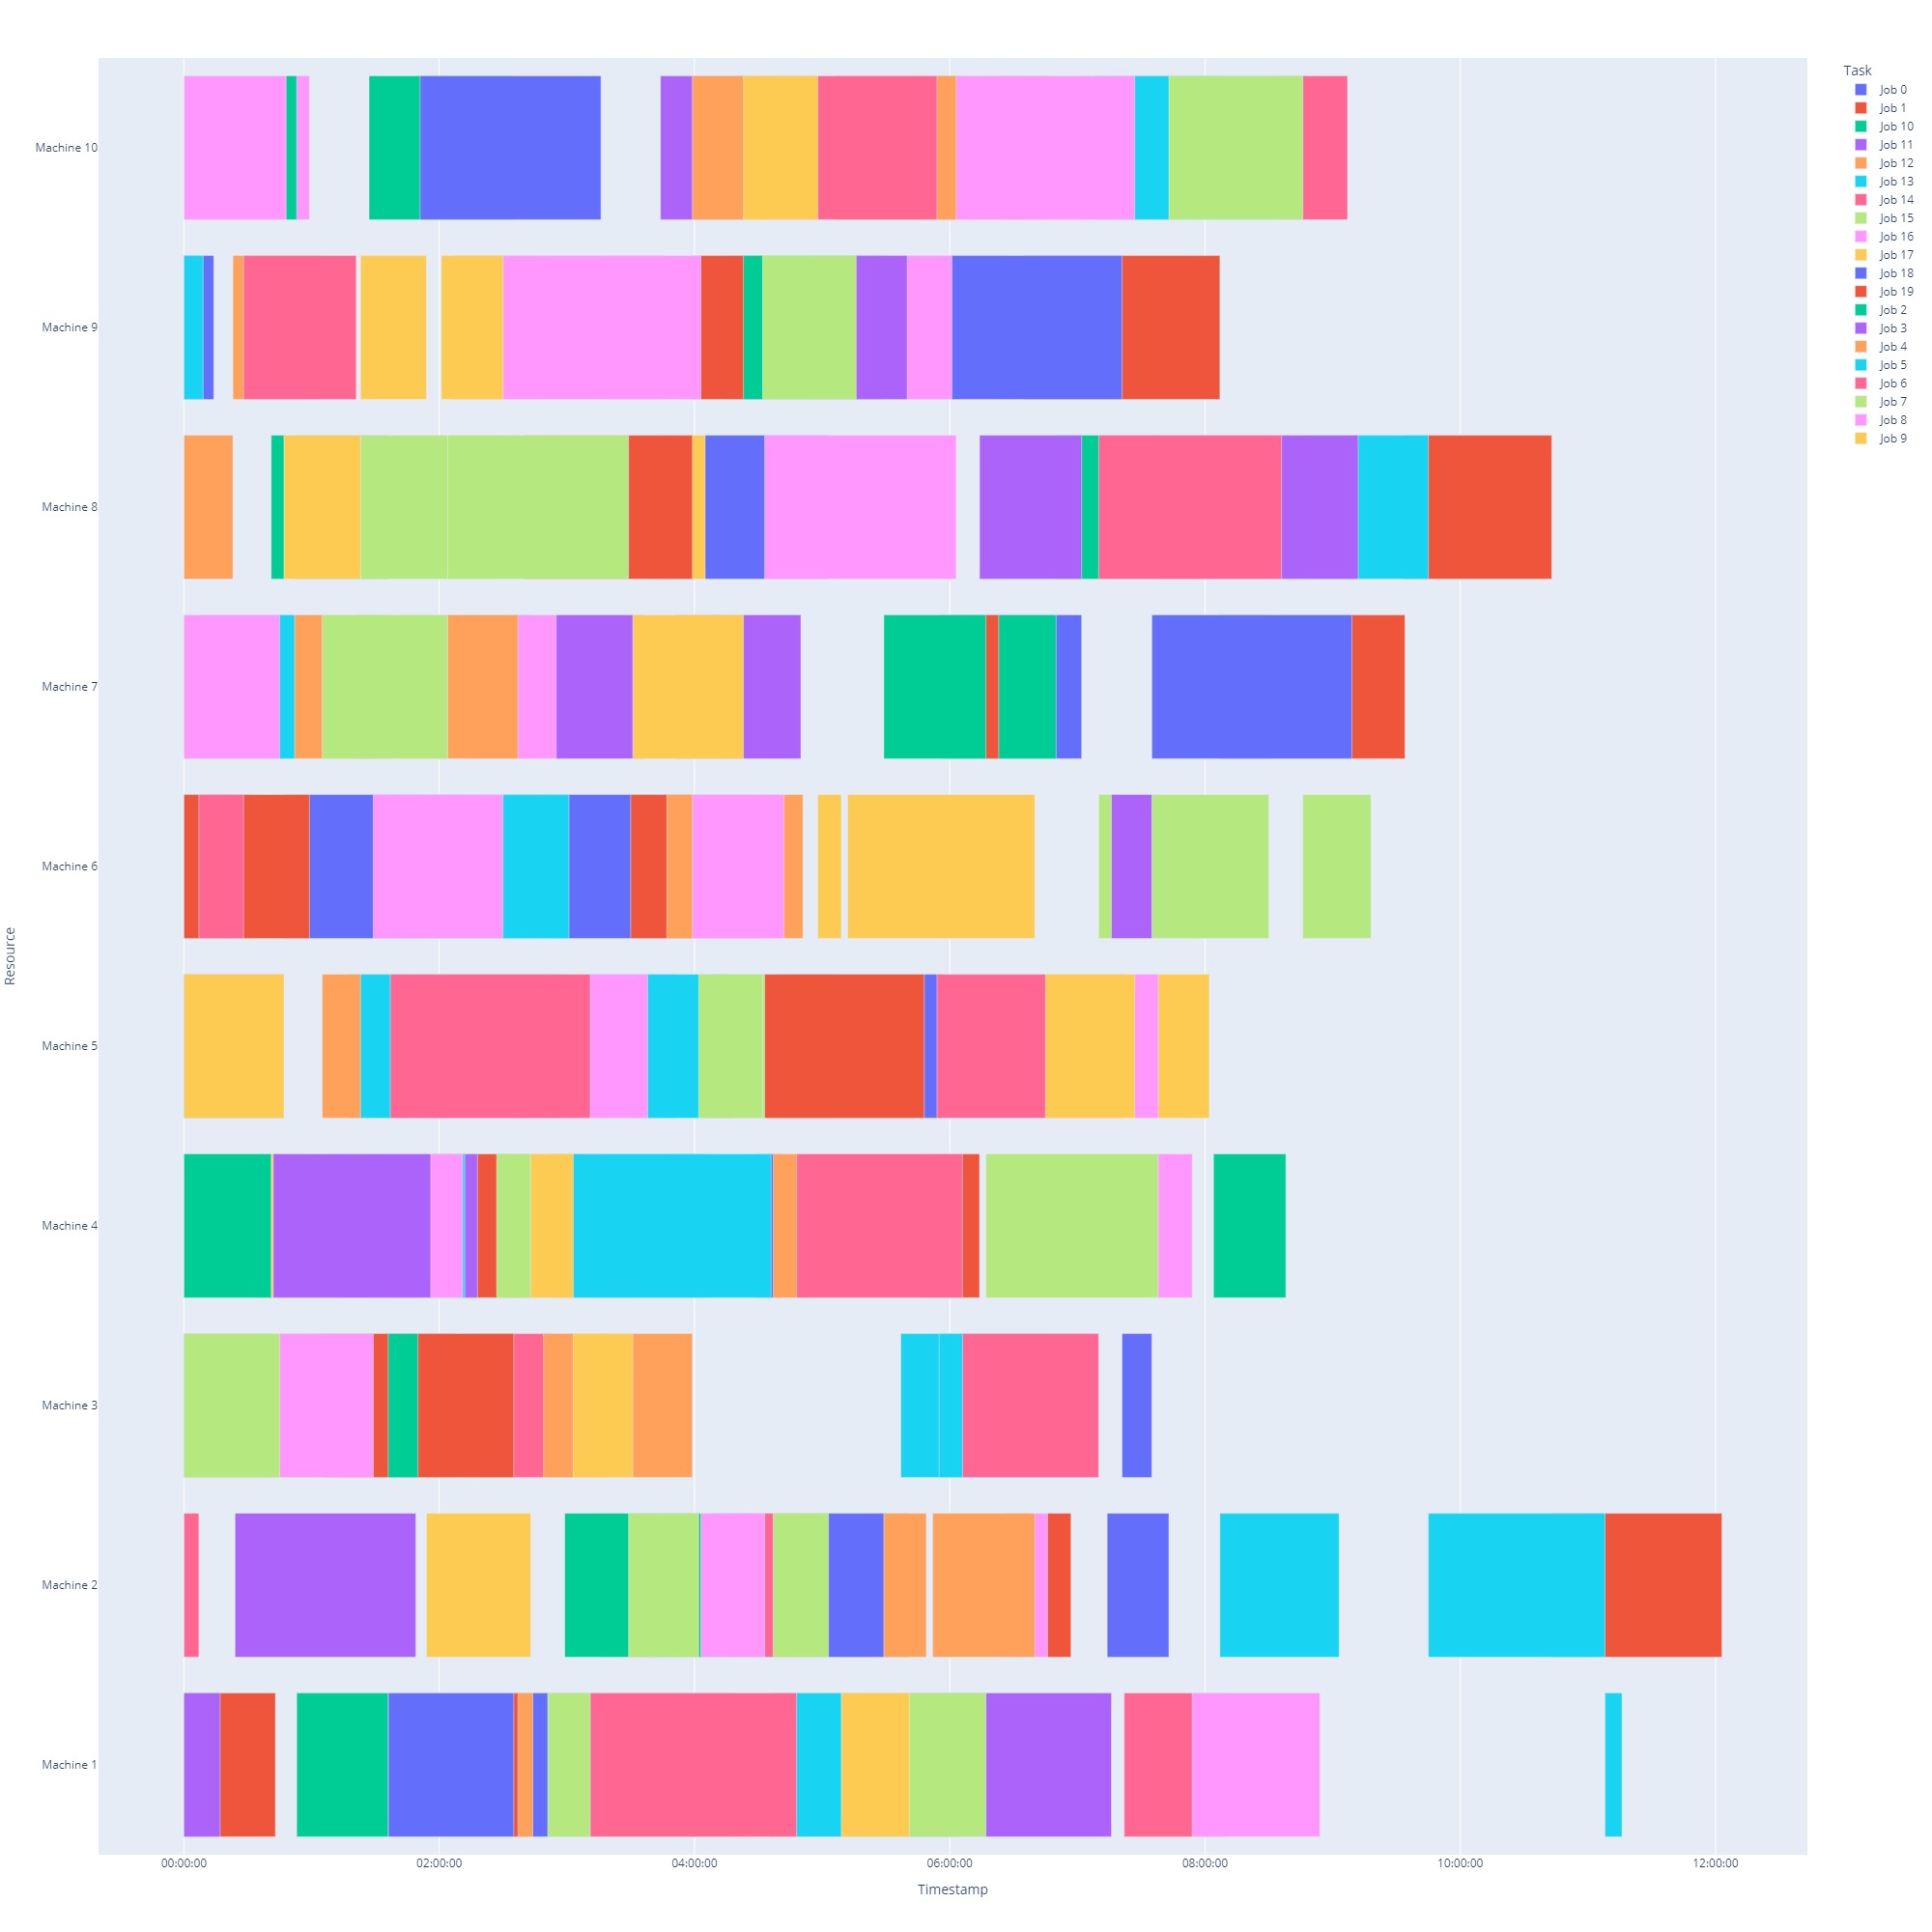 Task
Job 0
Job 1
Job 10
Job 11
Job 12
Job 13
Job 14
Job 15
Job 16
Job 17
Job 18
Job 19
Job 2
Job 3
Job 4
Job 5
Job 6
Job 7
Job 8
Job 9
Machine 10
Machine 9
Machine 8
Machine 7
Machine 6
Machine 5
Machine 4
Machine 3
Machine 2
Machine 1
Resource
00:00:00 02:00:00 04:00:00 06:00:00 08:00:00 10:00:00 12:00:00
Timestamp